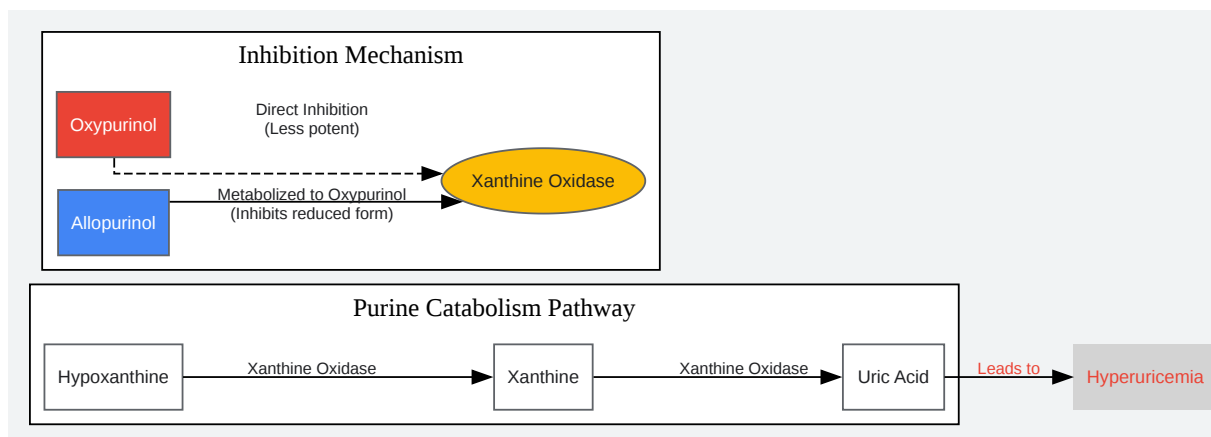 Inhibition Mechanism
Oxypurinol
Direct Inhibition
(Less potent)
Xanthine Oxidase
Allopurinol
Metabolized to Oxypurinol
(Inhibits reduced form)
Purine Catabolism Pathway
Hypoxanthine
Xanthine Oxidase
Xanthine
Xanthine Oxidase
Uric Acid
Leads to
Hyperuricemia